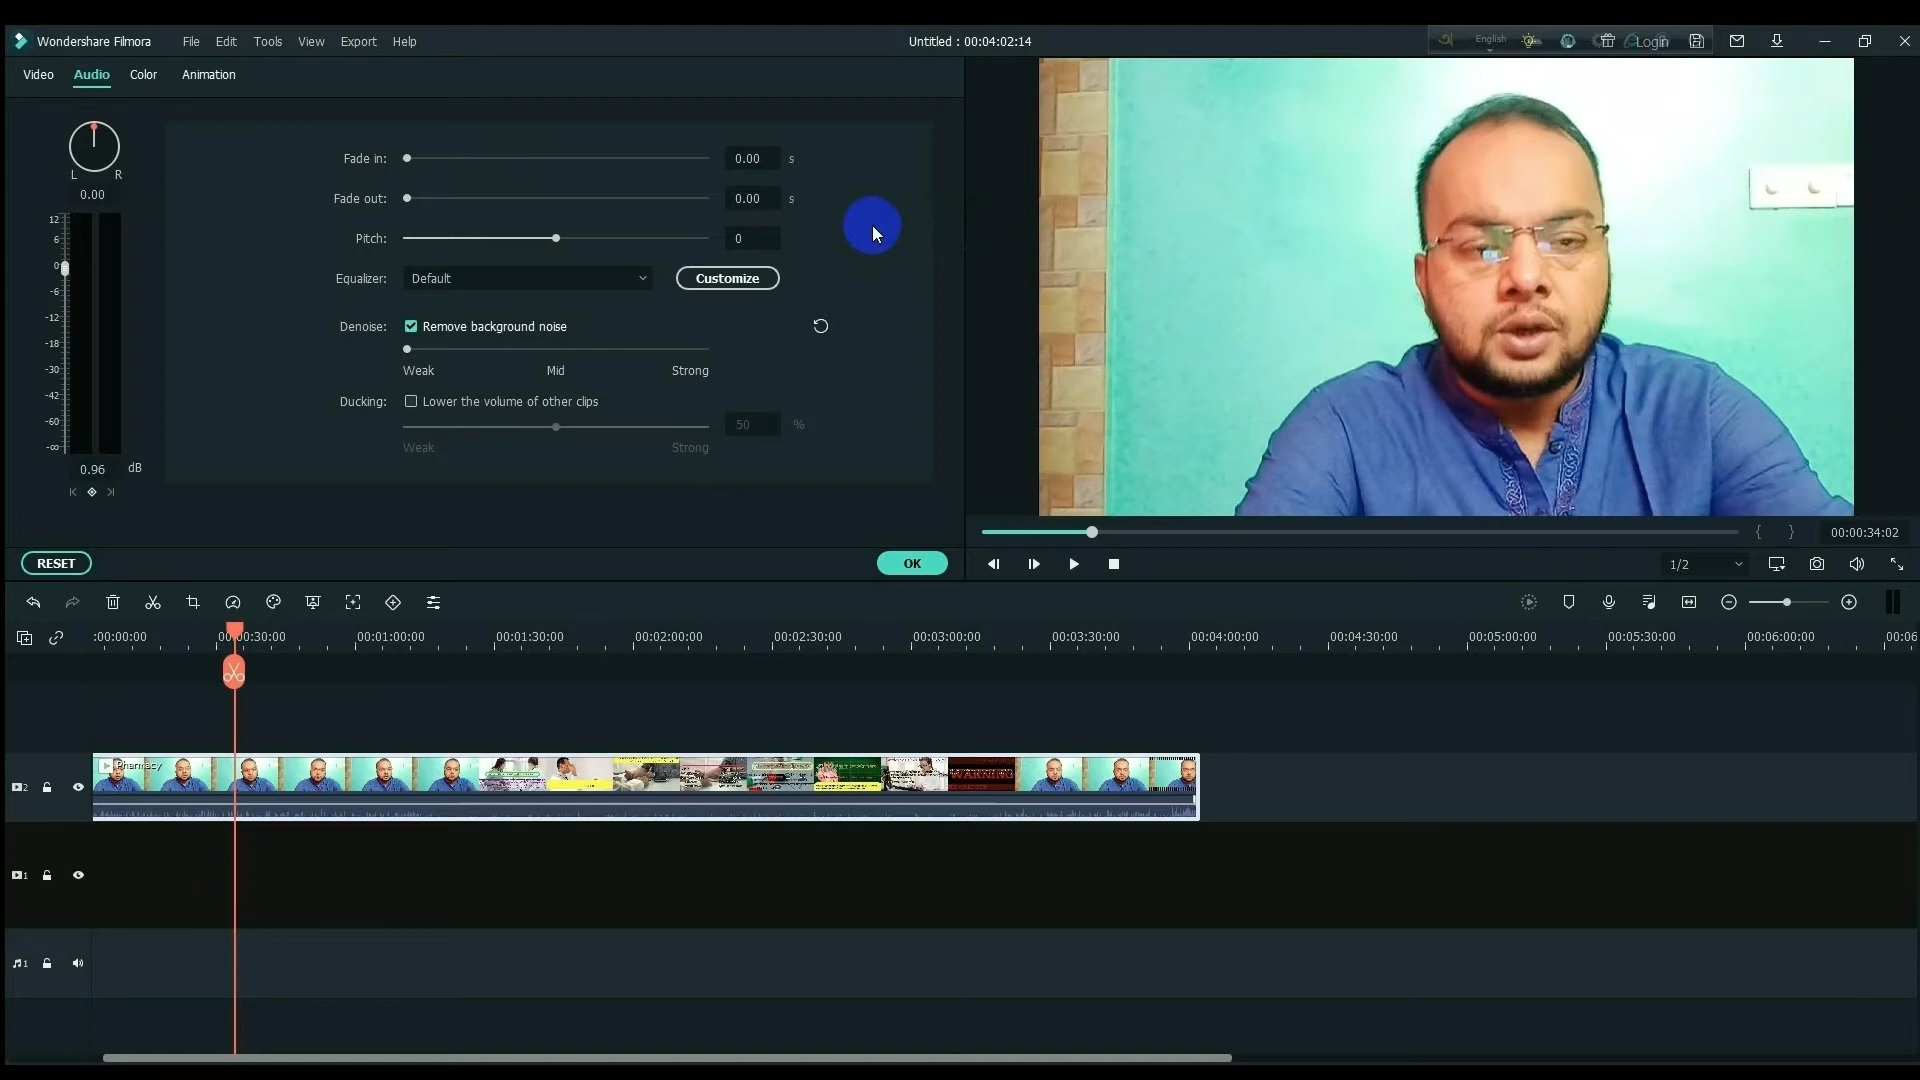 Wondershare Filmora File Edit Tools View Export Help Untitled : 00:04:02:14 English Login
Video Audio Color Animation
Fade in: 0.00 s
L R
0.00
Fade out: 0.00 s
12
6
0
-6
-12
-18
-30
-42
-60
-∞
Pitch: 0
Equalizer: Default Customize
Denoise: Remove background noise
Weak Mid Strong
Ducking: Lower the volume of other clips
50 %
Weak Strong
0.96 dB
00:00:34:02
RESET OK 1/2
:00:00:00 00:00:30:00 00:01:00:00 00:01:30:00 00:02:00:00 00:02:30:00 00:03:00:00 00:03:30:00 00:04:00:00 00:04:30:00 00:05:00:00 00:05:30:00 00:06:00:00 00:06
Pharmacy
WARNING
2
1
1